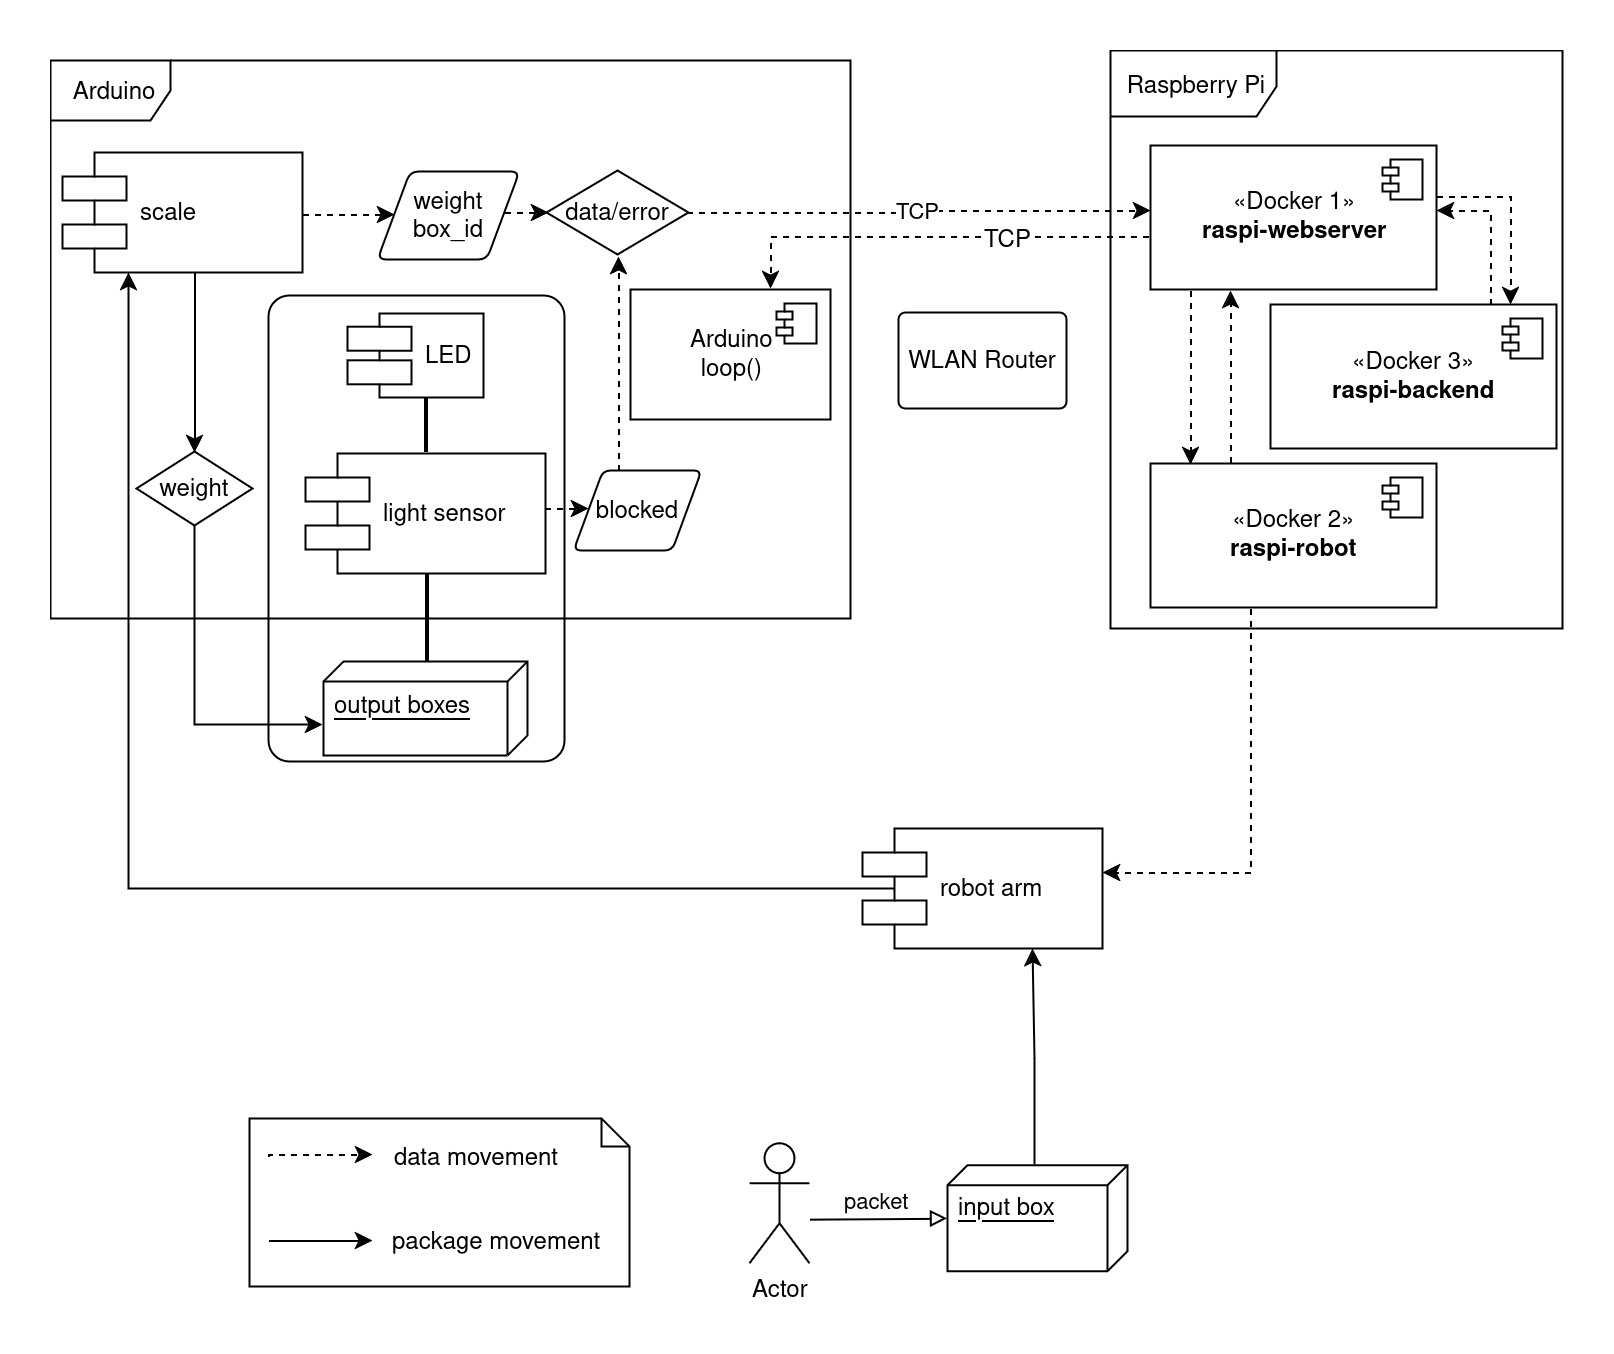 Arduino
Raspberry Pi
scale
weight
box_id
data/error
TCP
TCP
«Docker 1»
raspi-webserver
LED
Arduino
loop()
WLAN Router
«Docker 3»
raspi-backend
weight
light sensor
blocked
«Docker 2»
raspi-robot
output boxes
robot arm
data movement
package movement
packet
input box
Actor